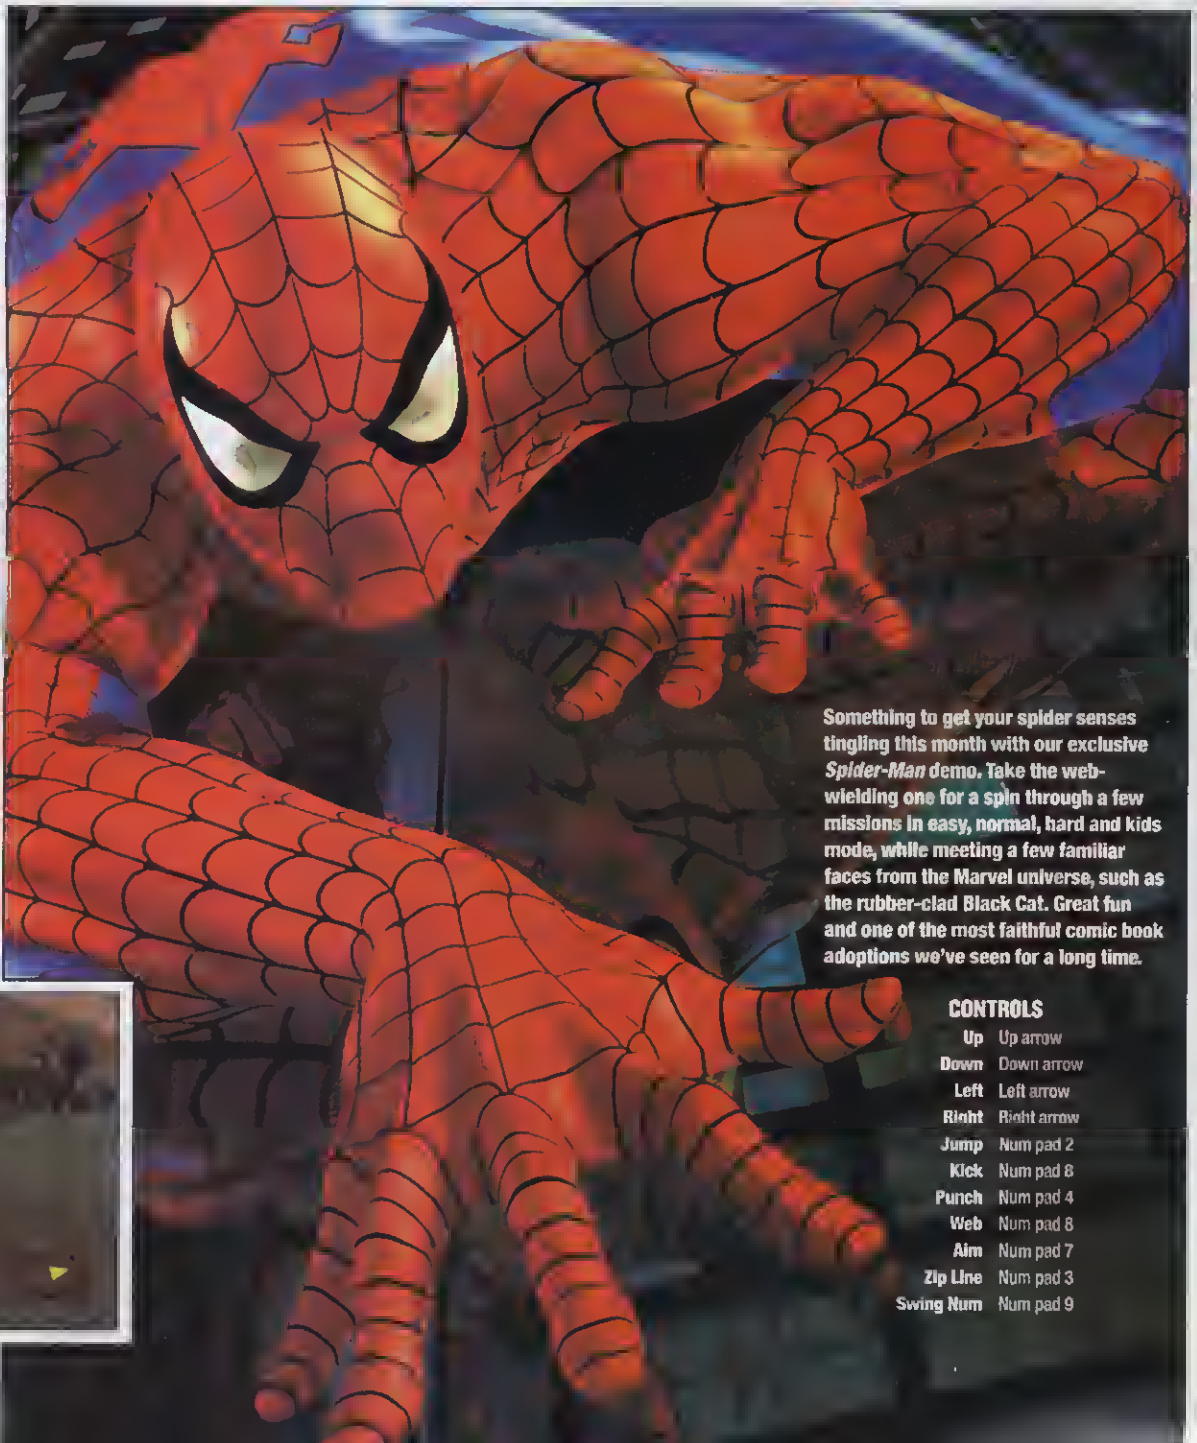 Something to get your spider senses
tingling this month with our exclusive
Spider-Man demo. Take the web-
wielding one for a spin through a few
missions in easy, normal, hard and kids
mode, while meeting a few familiar
faces from the Marvel universe, such as
the rubber-clad Black Cat. Great fun
and one of the most faithful comic book
adoptions we've seen for a long time.
CONTROLS
Up Up arrow
Down Down arrow
Left Left arrow
Right Right arrow
Jump Num pad 2
Kick Num pad 8
Punch Num pad 4
Web Num pad 8
Aim Num pad 7
Zip Line Num pad 3
Swing Num Num pad 9